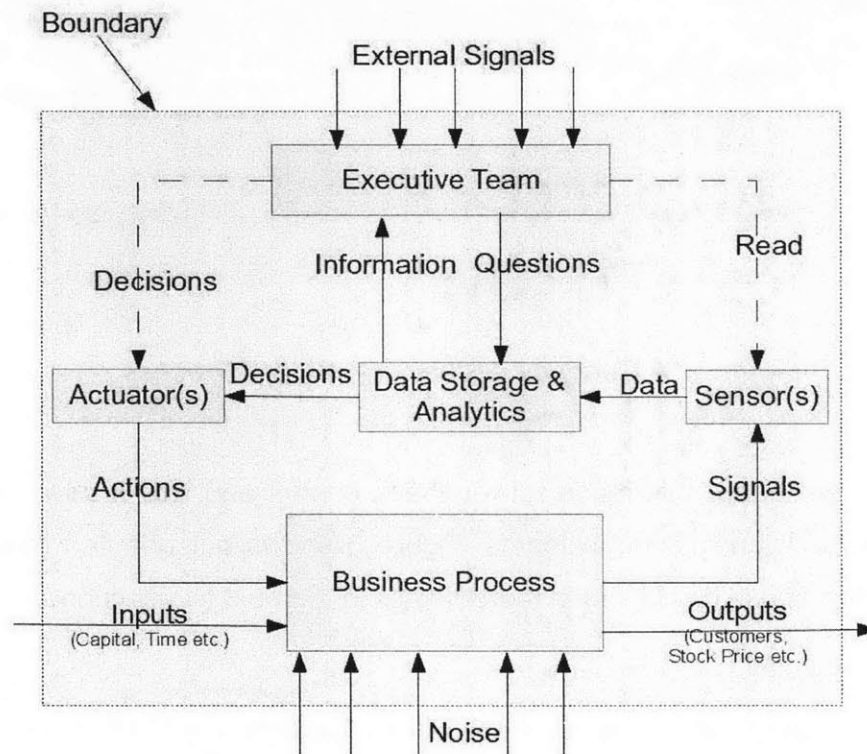 Boundary
External Signals
Executive Team
Information
Questions
Read
Decisions
Actuator(s)
Decisions
Data Storage &
Analytics
Data
Sensor(s)
Actions
Signals
Business Process
Inputs
(Capital, Time etc.)
Outputs
(Customers,
Stock Price etc.)
Noise